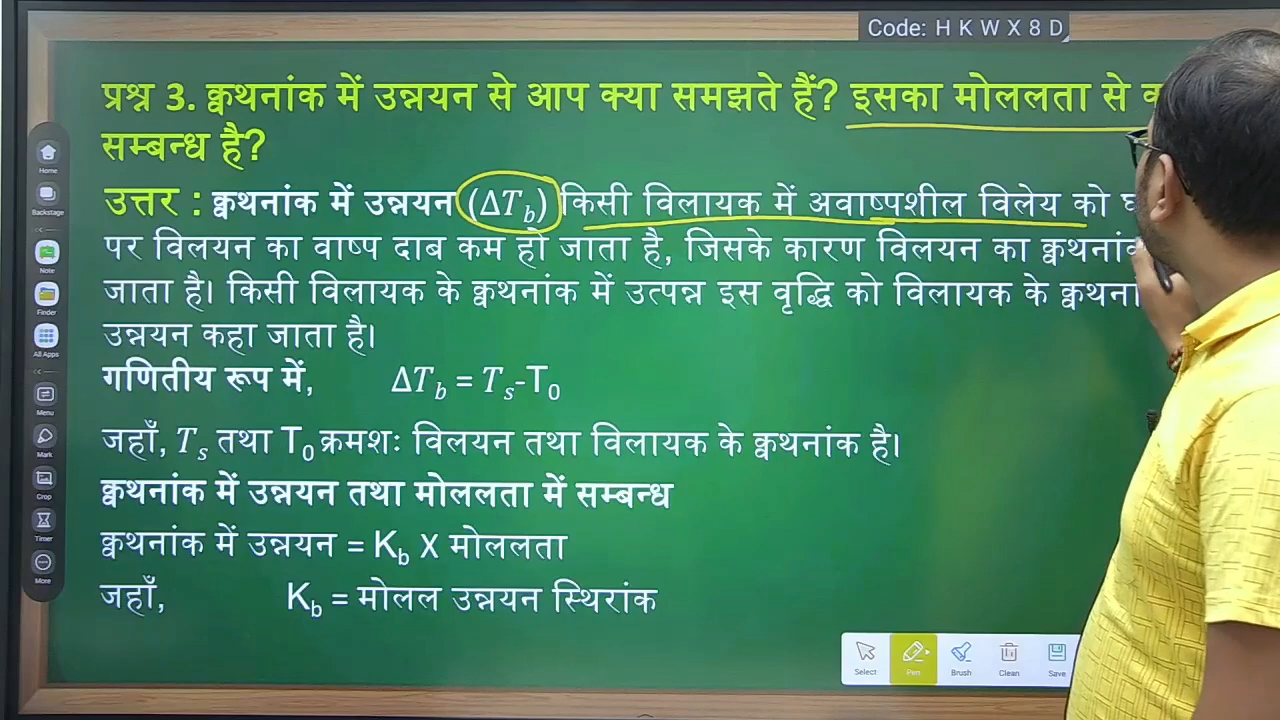 Code: H K W X 8 D
प्रश्न 3. क्वथनांक में उन्नयन से आप क्या समझते हैं? इसका मोललता से
सम्बन्ध है?
उत्तर : क्वथनांक में उन्नयन (ΔT_b) किसी विलायक में अवाष्पशील विलेय को
पर विलयन का वाष्प दाब कम हो जाता है, जिसके कारण विलयन का क्वथनांक
जाता है। किसी विलायक के क्वथनांक में उत्पन्न इस वृद्धि को विलायक के
उन्नयन कहा जाता है।
गणितीय रूप में, ΔT_b = T_s-T_0
जहाँ, T_s तथा T_0 क्रमशः विलयन तथा विलायक के क्वथनांक है।
क्वथनांक में उन्नयन तथा मोललता में सम्बन्ध
क्वथनांक में उन्नयन = K_b X मोललता
जहाँ, K_b = मोलल उन्नयन स्थिरांक
Home
Backstage
Note
Finder
All Apps
Menu
Mark
Crop
Timer
More
Select
Pen
Brush
Clean
Save